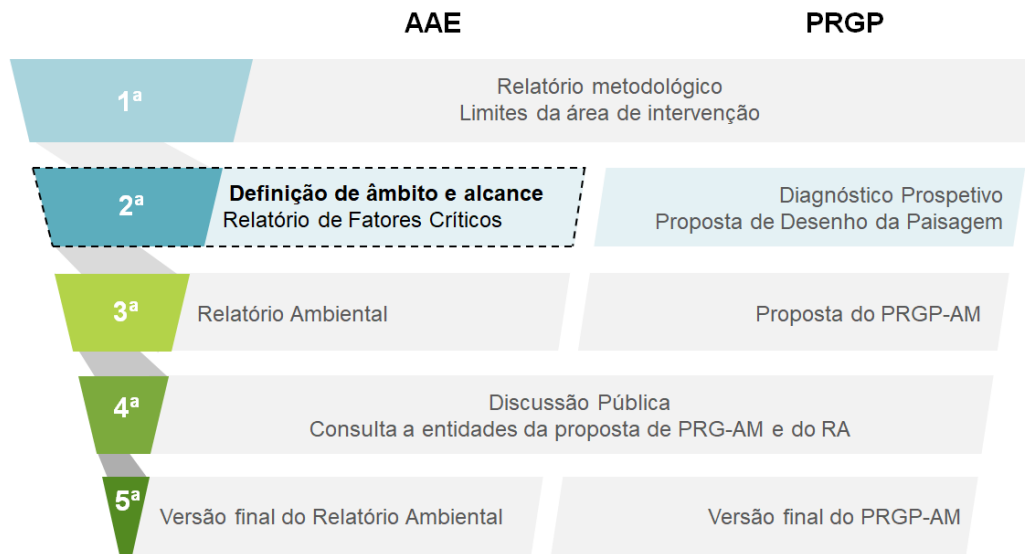 AAE
PRGP
1ª
Relatório metodológico
Limites da área de intervenção
2ª
Definição de âmbito e alcance
Relatório de Fatores Críticos
Diagnóstico Prospetivo
Proposta de Desenho da Paisagem
3ª
Relatório Ambiental
Proposta do PRGP-AM
4ª
Discussão Pública
Consulta a entidades da proposta de PRG-AM e do RA
5ª
Versão final do Relatório Ambiental
Versão final do PRGP-AM